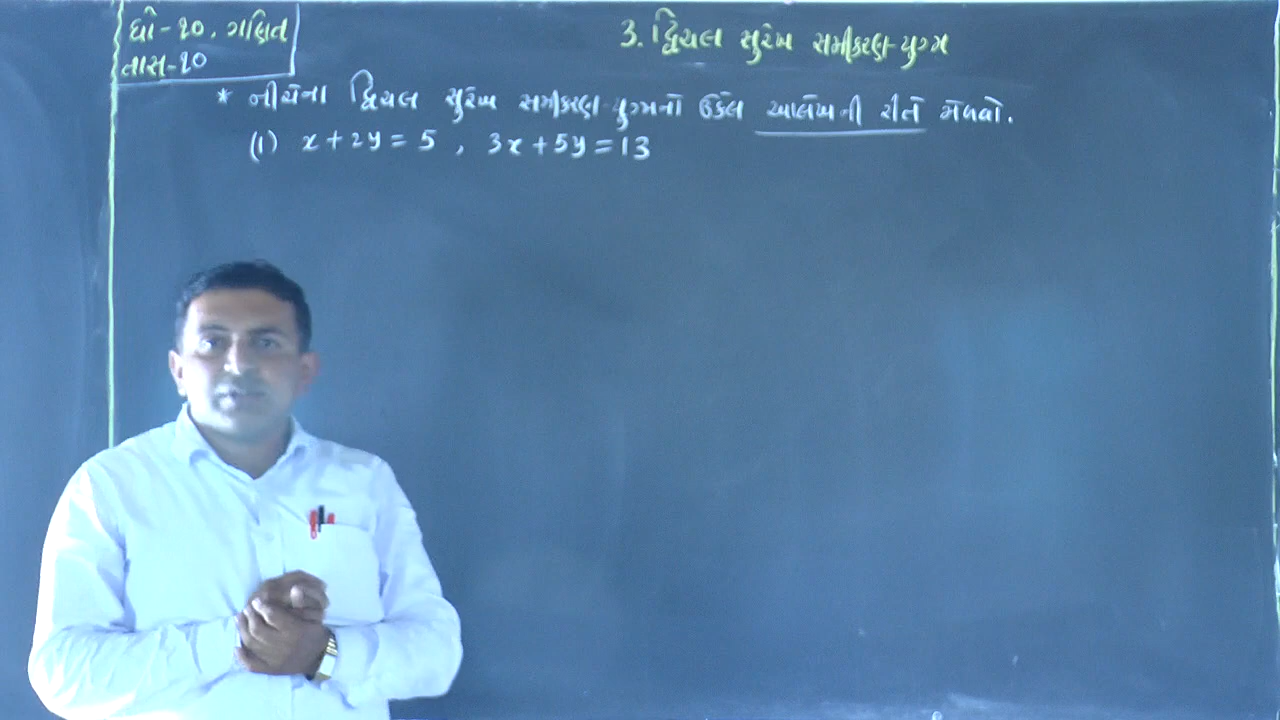 ધો-૧૦. ગણિત
તાસ-૧૦
3. દ્વિચલ સુરેખ સમીકરણ-યુગ્મ
* નીચેના દ્વિચલ સુરેખ સમીકરણ-યુગ્મનો ઉકેલ આલેખની રીતે મેળવો.
(1) x + 2y = 5 , 3x + 5y = 13